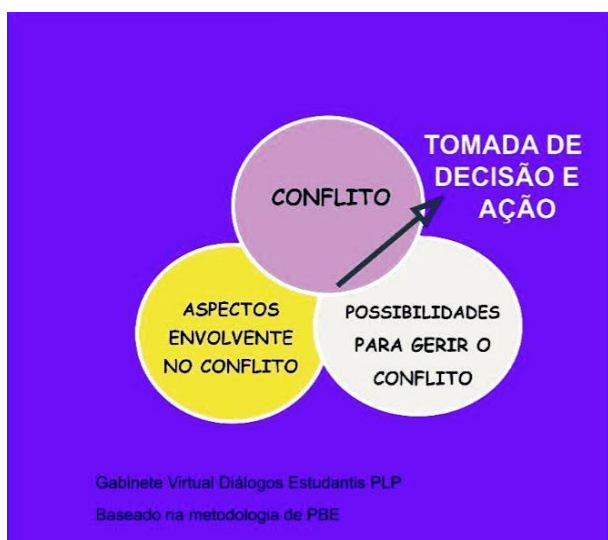 TOMADA DE
DECISÃO E
AÇÃO
CONFLITO
ASPECTOS
ENVOLVENTE
NO CONFLITO
POSSIBILIDADES
PARA GERIR O
CONFLITO
Gabinete Virtual Diálogos Estudantis PLP
Baseado na metodologia de PBE